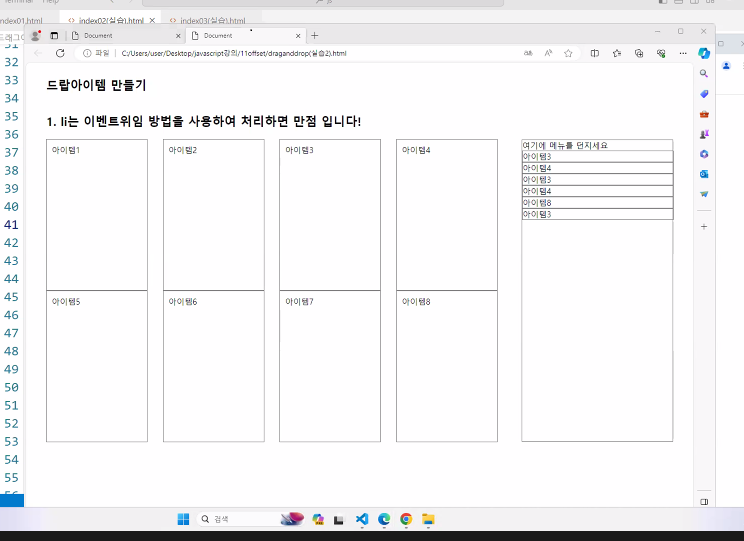 Terminal Help
index01.html
index02(실습).html
index03(실습).html
Document
Document
파일
C:/Users/user/Desktop/javascript강의/11offset/draganddrop(실습2).html
드랍아이템 만들기
1. li는 이벤트위임 방법을 사용하여 처리하면 만점 입니다!
아이템1
아이템2
아이템3
아이템4
아이템5
아이템6
아이템7
아이템8
여기에 메뉴를 던지세요
아이템3
아이템4
아이템3
아이템4
아이템8
아이템3
32
33
34
35
36
37
38
39
40
41
42
43
44
45
46
47
48
49
50
51
52
53
54
55
검색